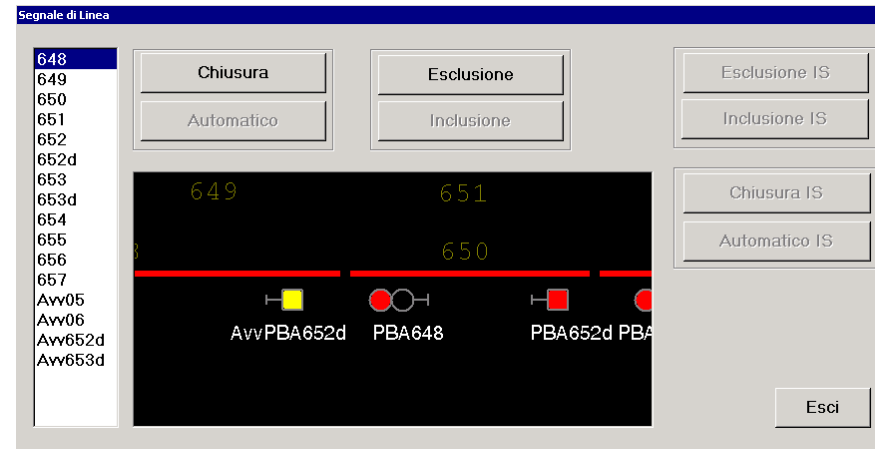 Segnale di Linea
648
649
650
651
652
652d
653
653d
654
655
656
657
Avv05
Avv06
Avv652d
Avv653d
Chiusura
Automatico
Esclusione
Inclusione
Esclusione IS
Inclusione IS
Chiusura IS
Automatico IS
649 651
650
AvvPBA652d PBA648 PBA652d PBA
Esci